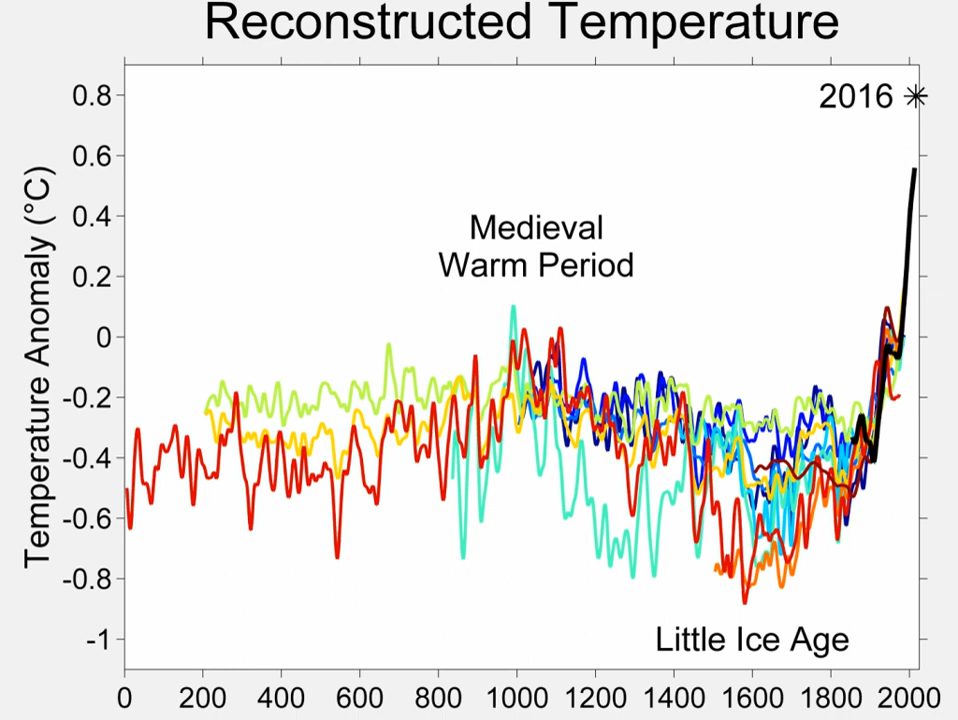 Reconstructed Temperature
0.8
0.6
0.4
0.2
0
-0.2
-0.4
-0.6
-0.8
-1
Temperature Anomaly (°C)
2016
Medieval
Warm Period
Little Ice Age
0 200 400 600 800 1000 1200 1400 1600 1800 2000